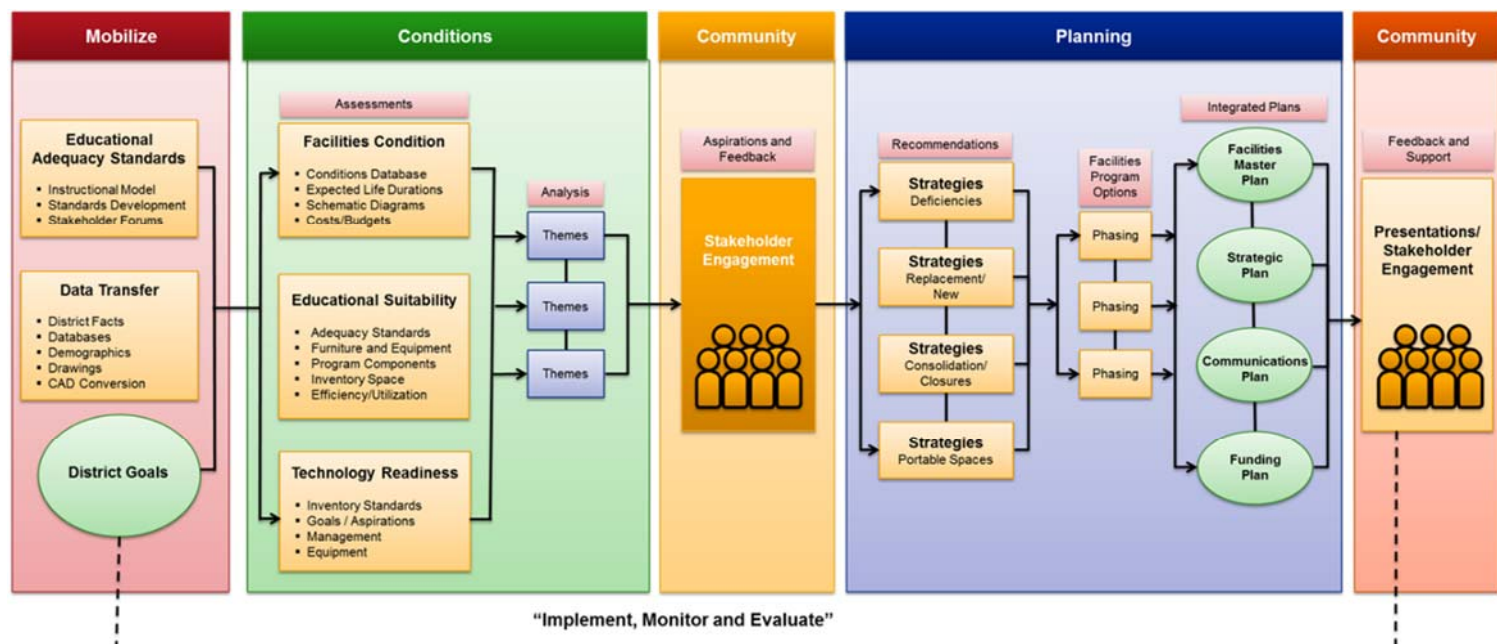 Mobilize
Educational
Adequacy Standards
▪ Instructional Model
▪ Standards Development
▪ Stakeholder Forums
Data Transfer
▪ District Facts
▪ Databases
▪ Demographics
▪ Drawings
▪ CAD Conversion
District Goals
Conditions
Assessments
Facilities Condition
▪ Conditions Database
▪ Expected Life Durations
▪ Schematic Diagrams
▪ Costs/Budgets
Educational Suitability
▪ Adequacy Standards
▪ Furniture and Equipment
▪ Program Components
▪ Inventory Space
▪ Efficiency/Utilization
Technology Readiness
▪ Inventory Standards
▪ Goals / Aspirations
▪ Management
▪ Equipment
Analysis
Themes
Themes
Themes
Community
Aspirations and
Feedback
Stakeholder
Engagement
Planning
Recommendations
Strategies
Deficiencies
Strategies
Replacement/
New
Strategies
Consolidation/
Closures
Strategies
Portable Spaces
Facilities
Program
Options
Phasing
Phasing
Phasing
Integrated Plans
Facilities
Master
Plan
Strategic
Plan
Communications
Plan
Funding
Plan
Community
Feedback and
Support
Presentations/
Stakeholder
Engagement
“Implement, Monitor and Evaluate”